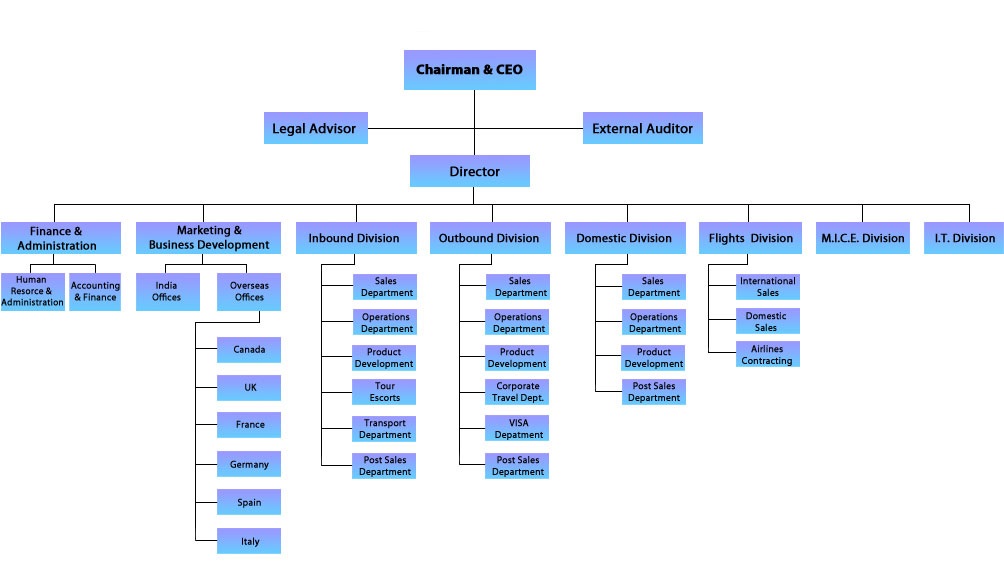 Chairman & CEO
Legal Advisor
External Auditor
Director
Finance &
Administration
Marketing &
Business Development
Inbound Division
Outbound Division
Domestic Division
Flights Division
M.I.C.E. Division
I.T. Division
Human
Resorce &
Administration
Accounting
& Finance
India
Offices
Overseas
Offices
Canada
UK
France
Germany
Spain
Italy
Sales
Department
Operations
Department
Product
Development
Tour
Escorts
Transport
Department
Post Sales
Department
Sales
Department
Operations
Department
Product
Development
Corporate
Travel Dept.
VISA
Depatment
Post Sales
Department
Sales
Department
Operations
Department
Product
Development
Post Sales
Department
International
Sales
Domestic
Sales
Airlines
Contracting